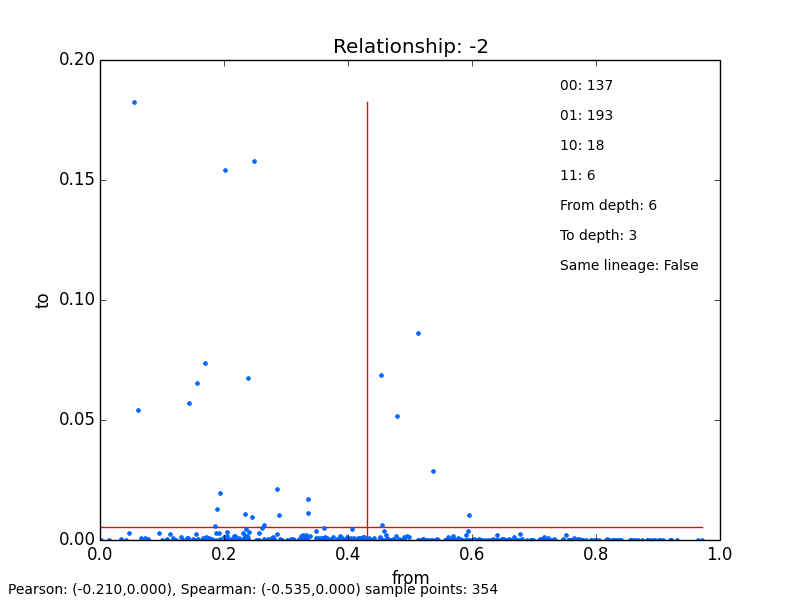 Relationship: -2
0.20
0.15
0.10
0.05
0.00
to
00: 137
01: 193
10: 18
11: 6
From depth: 6
To depth: 3
Same lineage: False
0.0 0.2 0.4 0.6 0.8 1.0
from
Pearson: (-0.210,0.000), Spearman: (-0.535,0.000) sample points: 354